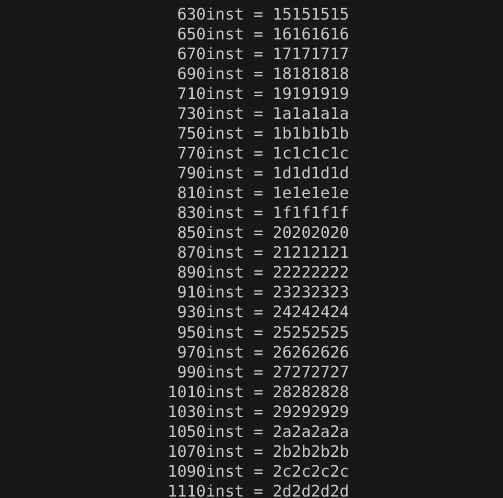 630inst = 15151515
650inst = 16161616
670inst = 17171717
690inst = 18181818
710inst = 19191919
730inst = 1a1a1a1a
750inst = 1b1b1b1b
770inst = 1c1c1c1c
790inst = 1d1d1d1d
810inst = 1e1e1e1e
830inst = 1f1f1f1f
850inst = 20202020
870inst = 21212121
890inst = 22222222
910inst = 23232323
930inst = 24242424
950inst = 25252525
970inst = 26262626
990inst = 27272727
1010inst = 28282828
1030inst = 29292929
1050inst = 2a2a2a2a
1070inst = 2b2b2b2b
1090inst = 2c2c2c2c
1110inst = 2d2d2d2d